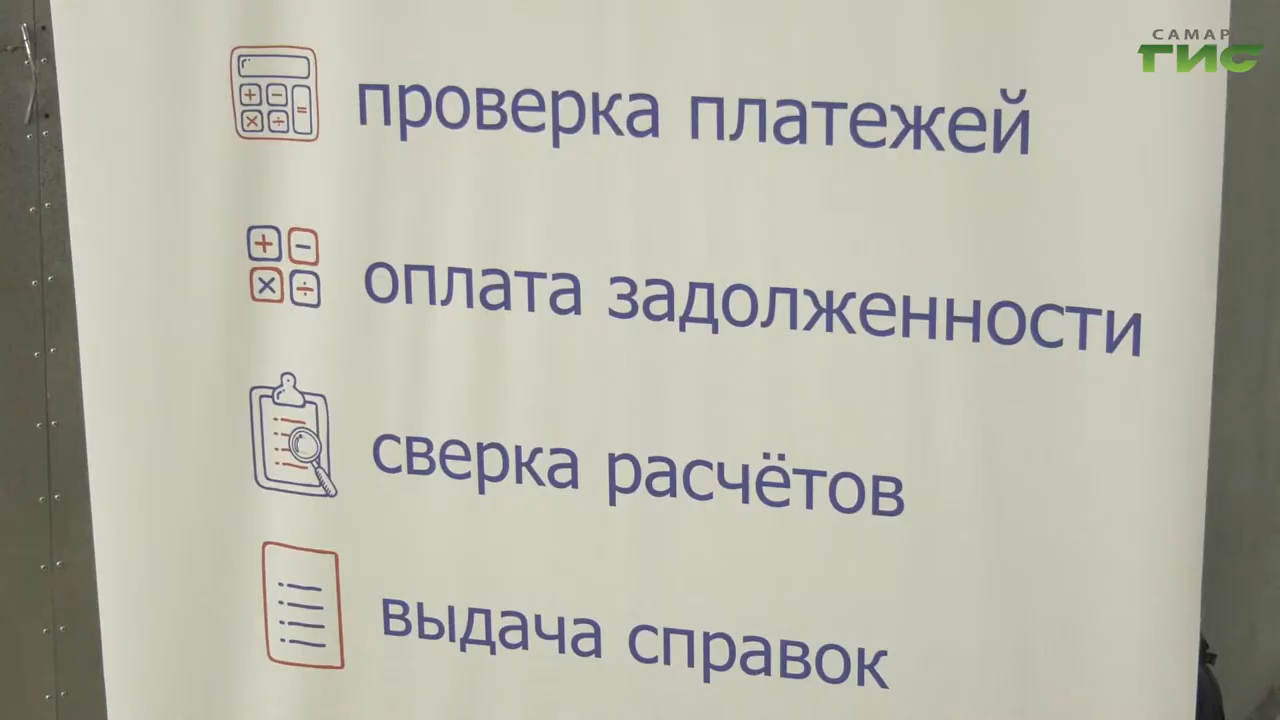 САМАР
ГИС
проверка платежей
оплата задолженности
сверка расчётов
выдача справок